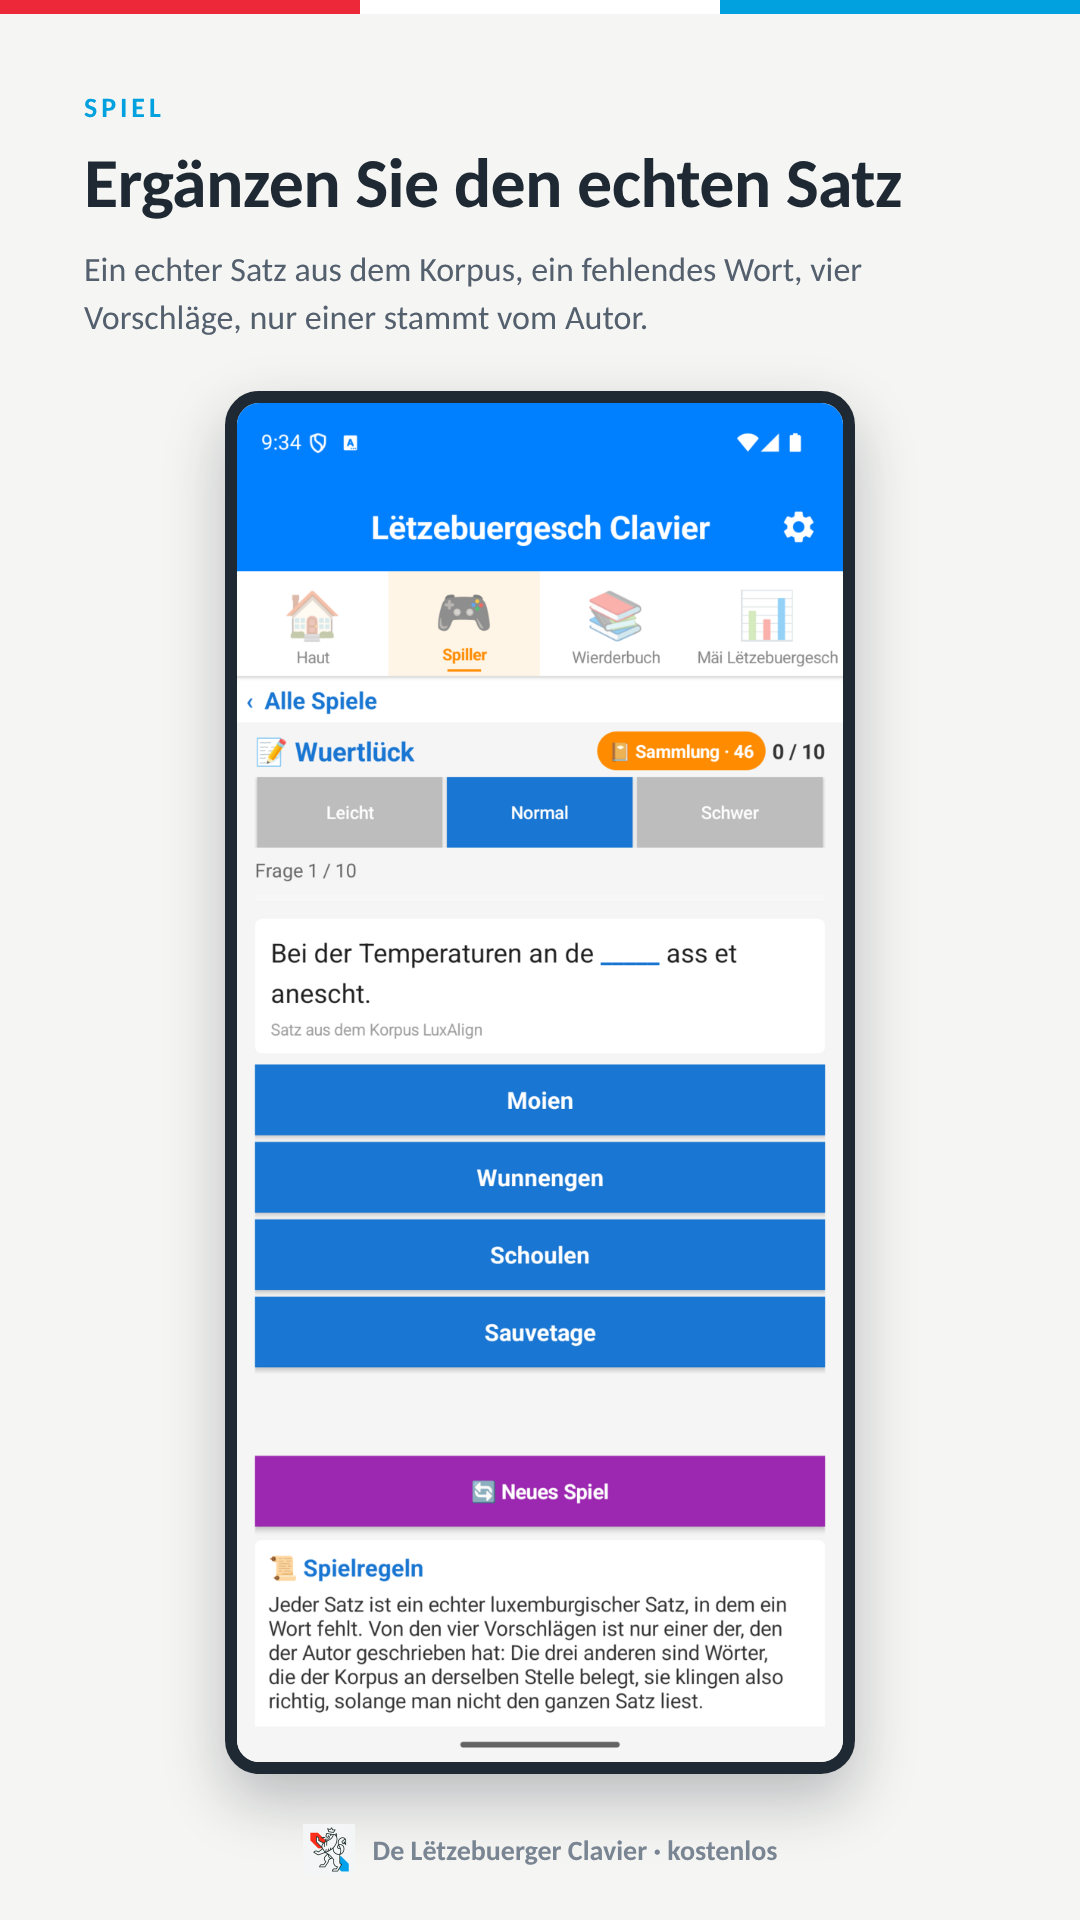 SPIEL
Ergänzen Sie den echten Satz
Ein echter Satz aus dem Korpus, ein fehlendes Wort, vier
Vorschläge, nur einer stammt vom Autor.
9:34
Lëtzebuergesch Clavier
Haut
Spiller
Wierderbuch
Mäi Lëtzebuergesch
‹ Alle Spiele
Wuertlück
Sammlung · 46
0 / 10
Leicht
Normal
Schwer
Frage 1 / 10
Bei der Temperaturen an de _____ ass et
anescht.
Satz aus dem Korpus LuxAlign
Moien
Wunnengen
Schoulen
Sauvetage
Neues Spiel
Spielregeln
Jeder Satz ist ein echter luxemburgischer Satz, in dem ein
Wort fehlt. Von den vier Vorschlägen ist nur einer der, den
der Autor geschrieben hat: Die drei anderen sind Wörter,
die der Korpus an derselben Stelle belegt, sie klingen also
richtig, solange man nicht den ganzen Satz liest.
De Lëtzebuerger Clavier · kostenlos